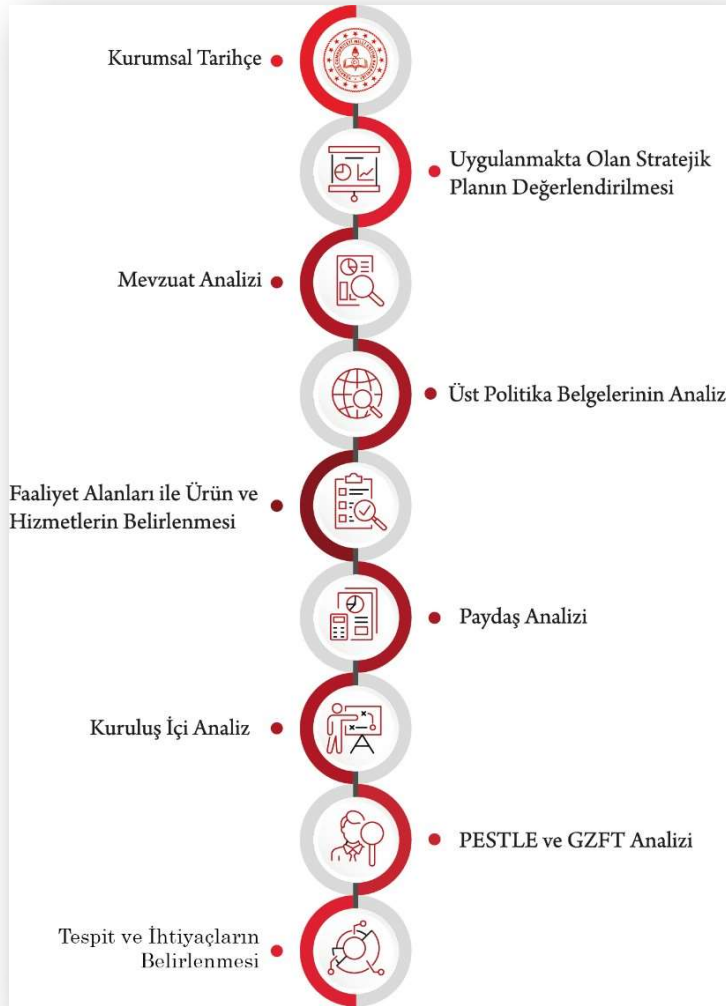 Kurumsal Tarihçe
Uygulanmakta Olan Stratejik
Planın Değerlendirilmesi
Mevzuat Analizi
Üst Politika Belgelerinin Analiz
Faaliyet Alanları ile Ürün ve
Hizmetlerin Belirlenmesi
Paydaş Analizi
Kuruluş İçi Analiz
PESTLE ve GZFT Analizi
Tespit ve İhtiyaçların
Belirlenmesi